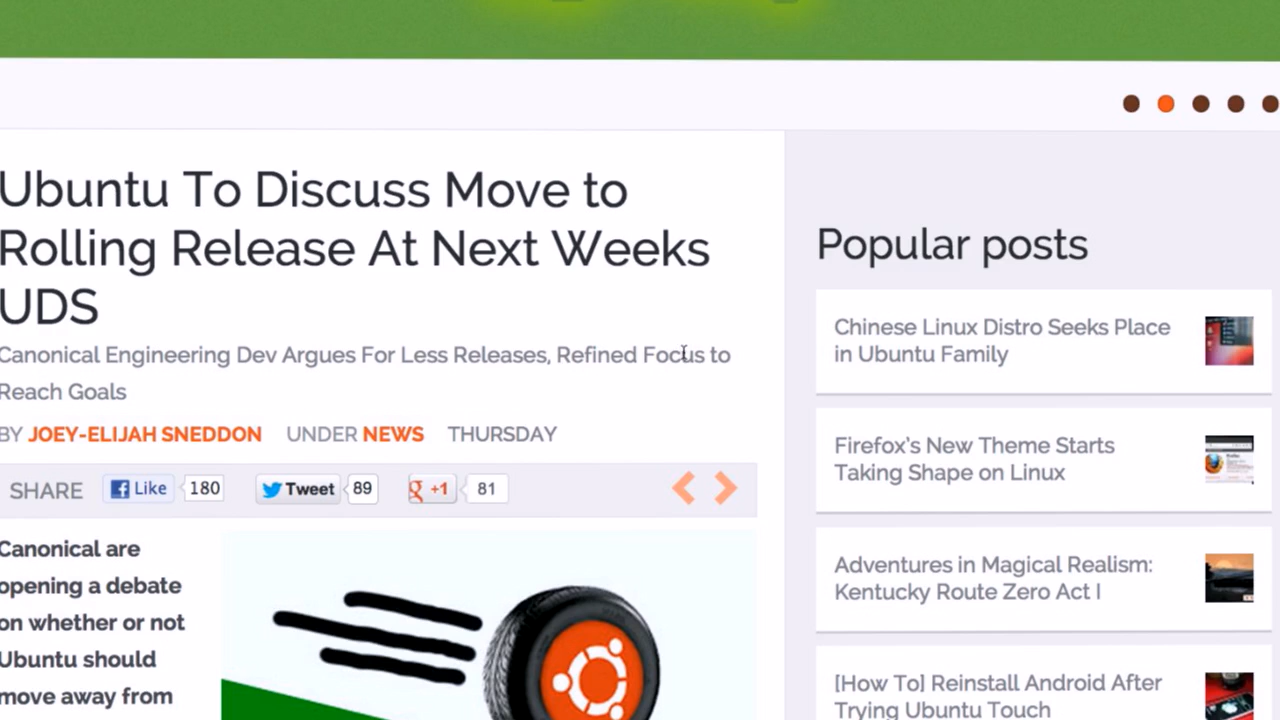 Ubuntu To Discuss Move to
Rolling Release At Next Weeks
UDS
Canonical Engineering Dev Argues For Less Releases, Refined Focus to
Reach Goals
BY JOEY-ELIJAH SNEDDON UNDER NEWS THURSDAY
SHARE Like 180 Tweet 89 g +1 81
Canonical are
opening a debate
on whether or not
Ubuntu should
move away from
Popular posts
Chinese Linux Distro Seeks Place
in Ubuntu Family
Firefox's New Theme Starts
Taking Shape on Linux
Adventures in Magical Realism:
Kentucky Route Zero Act I
[How To] Reinstall Android After
Trying Ubuntu Touch